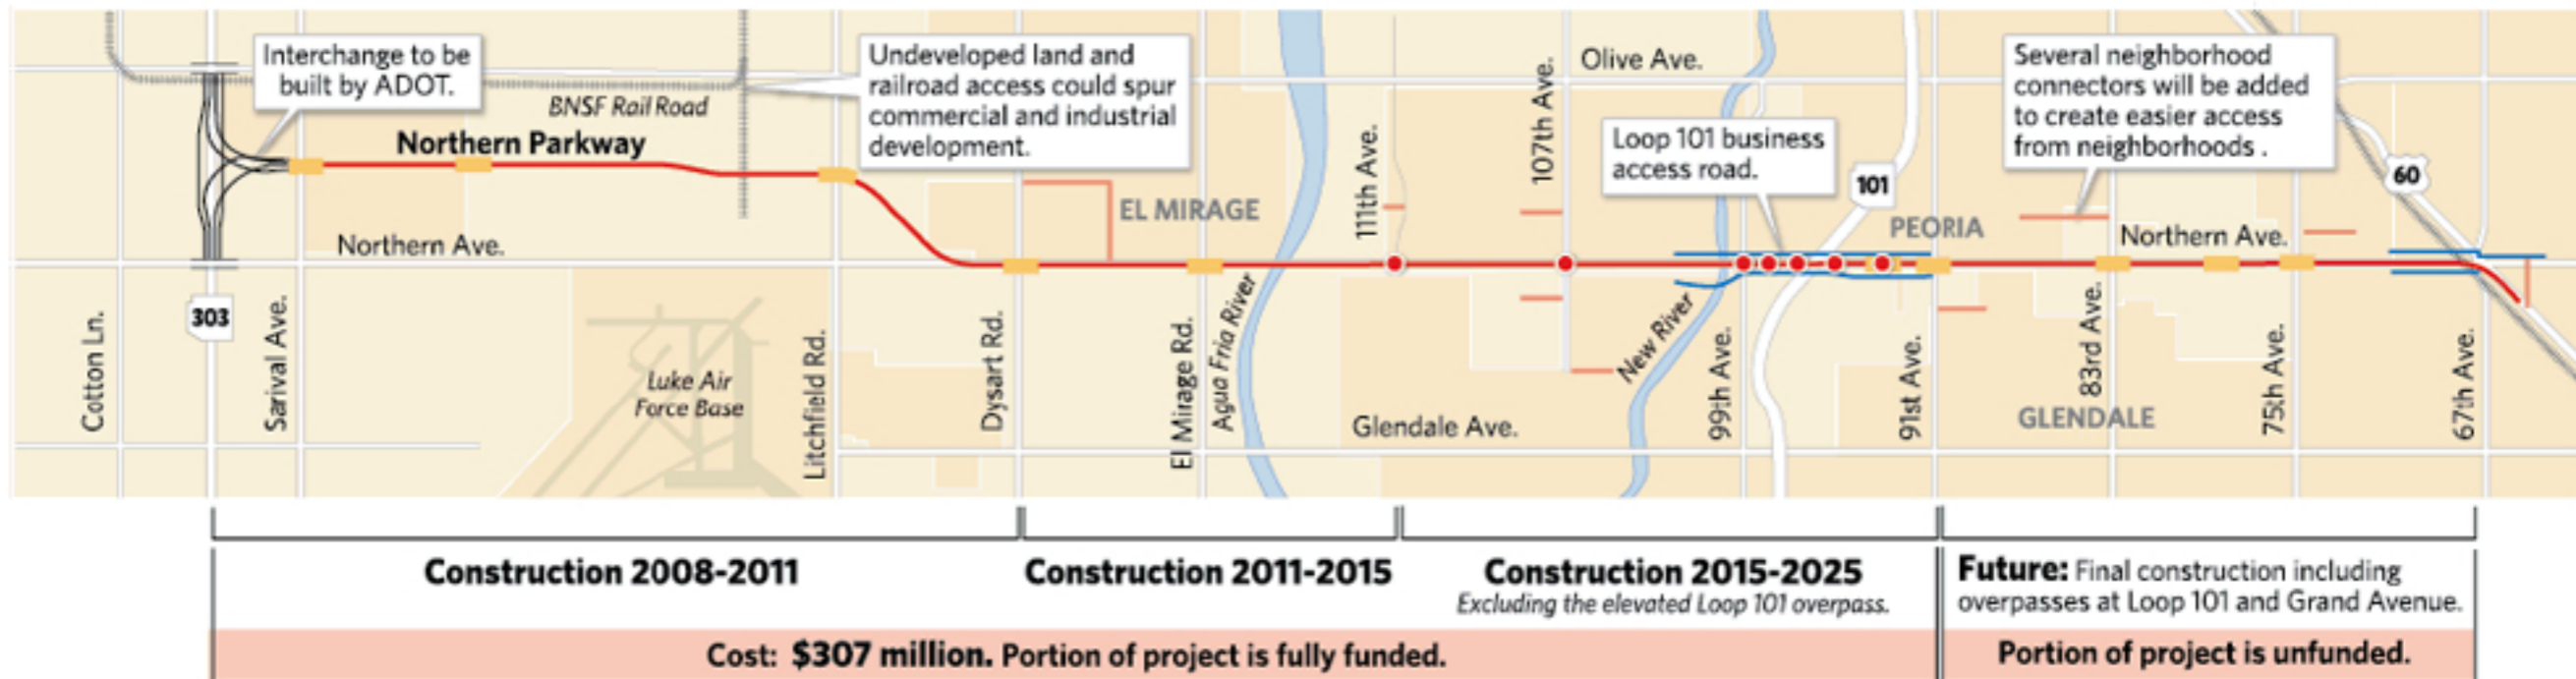 Interchange to be
built by ADOT.
BNSF Rail Road
Northern Parkway
Undeveloped land and
railroad access could spur
commercial and industrial
development.
Olive Ave.
Several neighborhood
connectors will be added
to create easier access
from neighborhoods .
Loop 101 business
access road.
111th Ave.
107th Ave.
101
60
EL MIRAGE
PEORIA
Northern Ave.
Northern Ave.
303
Cotton Ln.
Sarival Ave.
Luke Air
Force Base
Litchfield Rd.
Dysart Rd.
El Mirage Rd.
Agua Fria River
Glendale Ave.
New River
99th Ave.
91st Ave.
83rd Ave.
GLENDALE
75th Ave.
67th Ave.
Construction 2008-2011
Construction 2011-2015
Construction 2015-2025
Excluding the elevated Loop 101 overpass.
Future: Final construction including
overpasses at Loop 101 and Grand Avenue.
Cost: $307 million. Portion of project is fully funded.
Portion of project is unfunded.